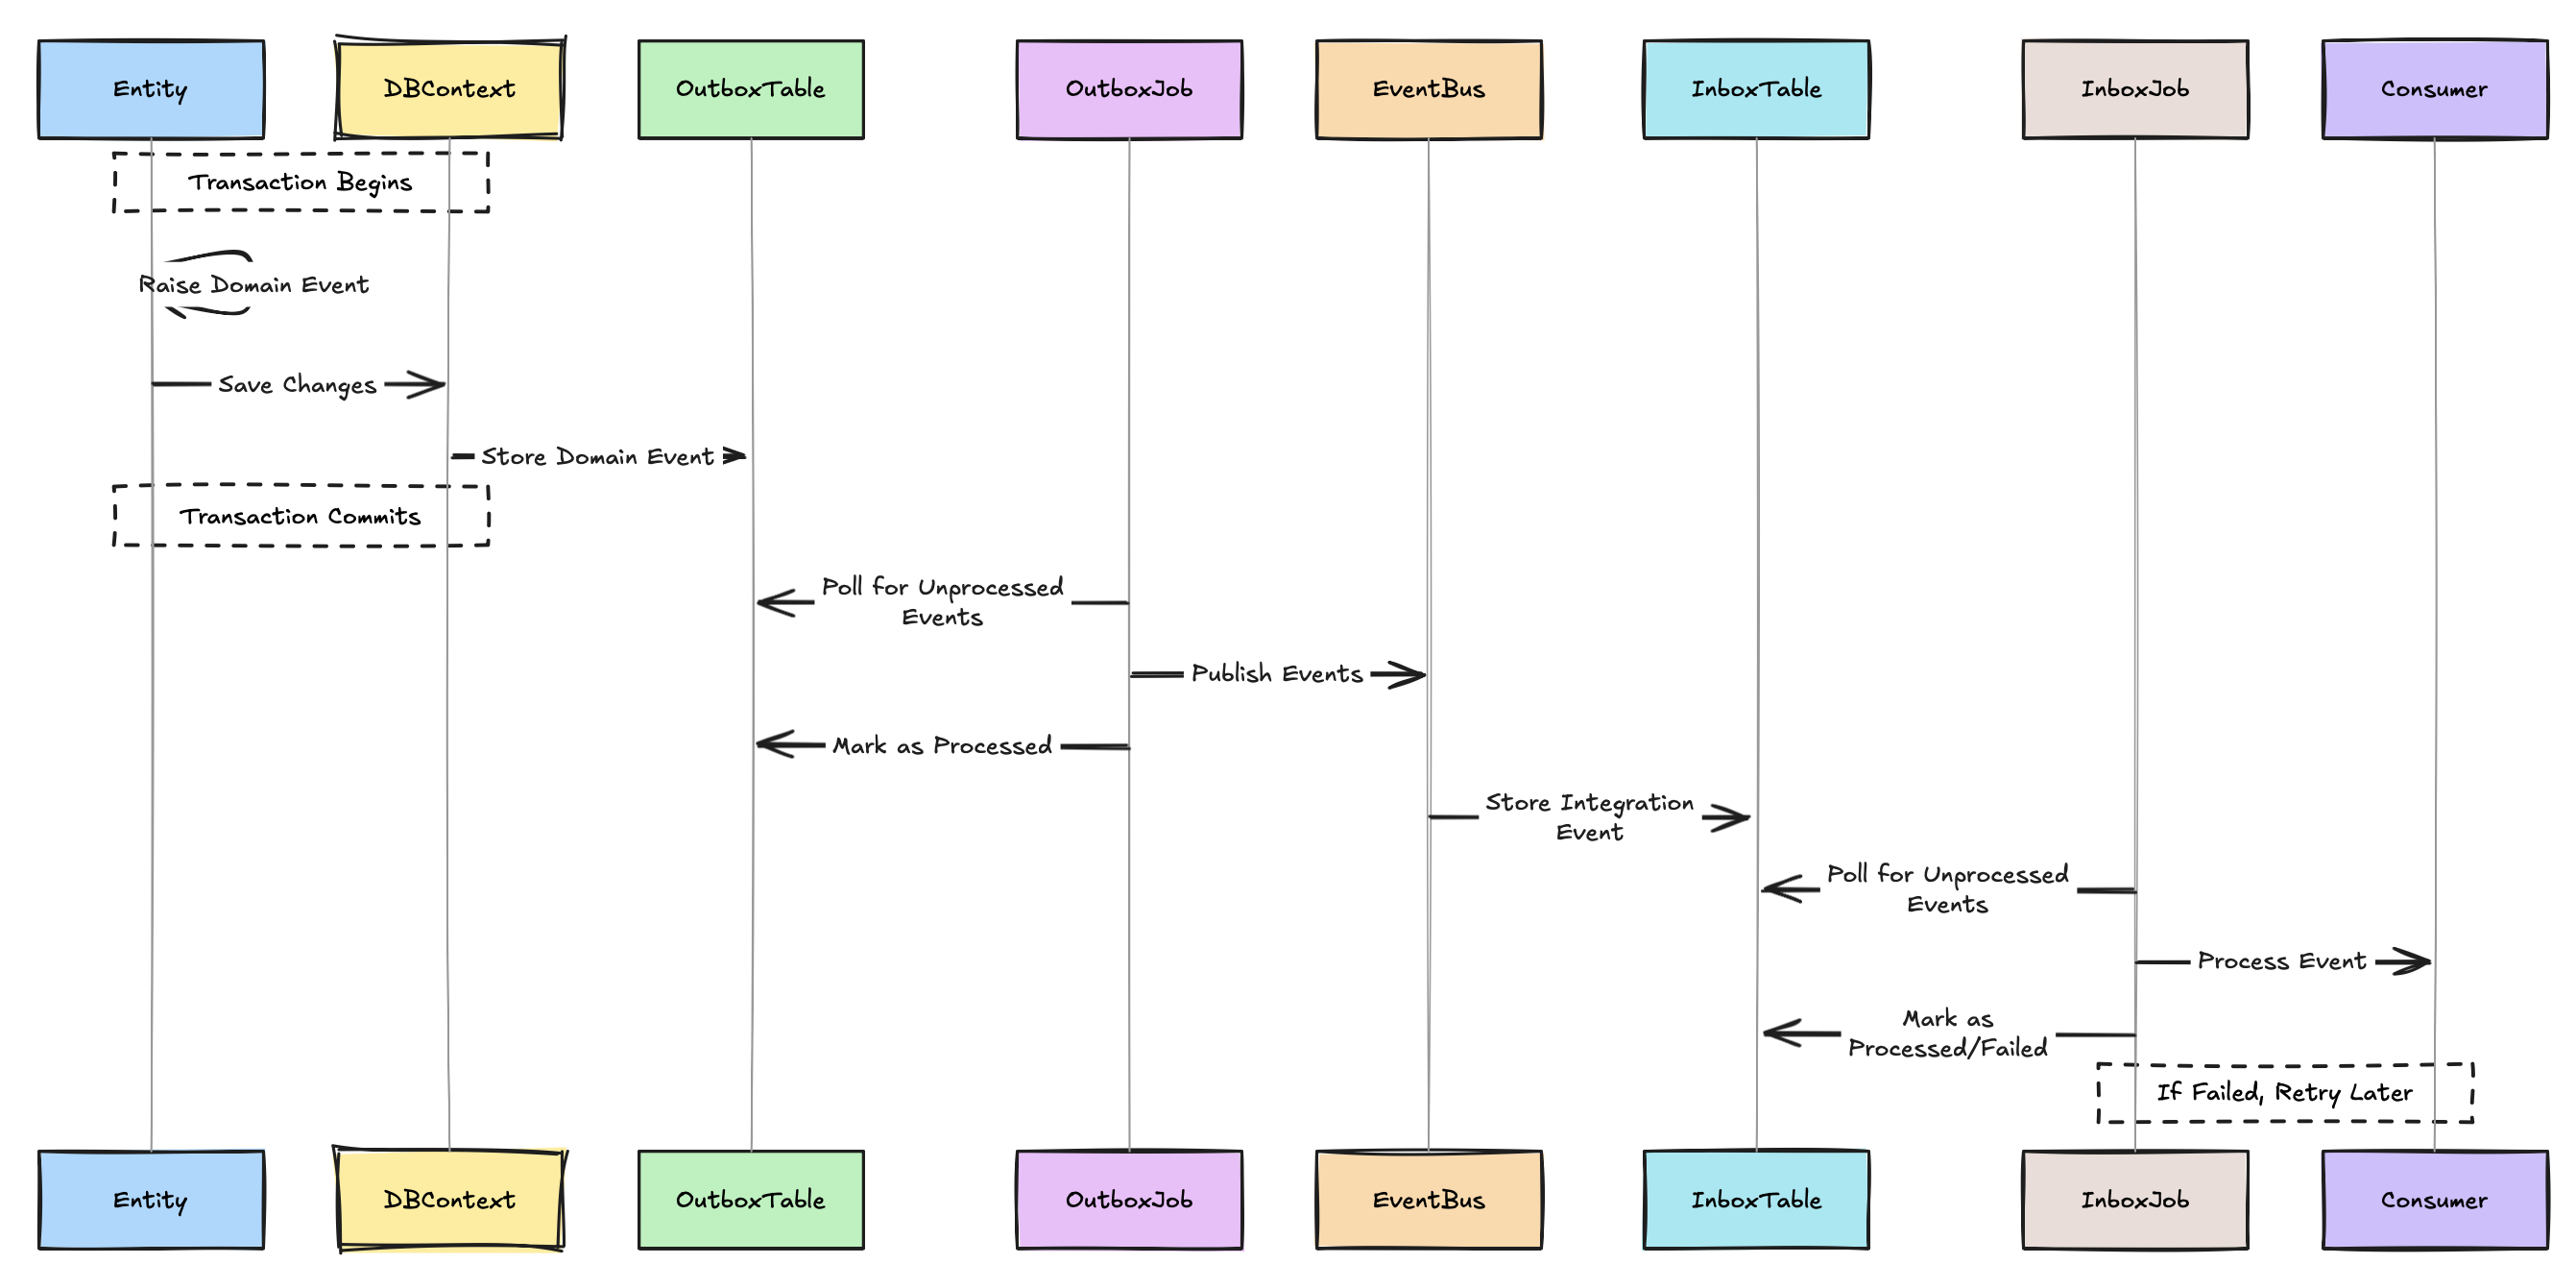 Entity
DBContext
OutboxTable
OutboxJob
EventBus
InboxTable
InboxJob
Consumer
Transaction Begins
Raise Domain Event
Save Changes
Store Domain Event
Transaction Commits
Poll for Unprocessed
Events
Publish Events
Mark as Processed
Store Integration
Event
Poll for Unprocessed
Events
Process Event
Mark as
Processed/Failed
If Failed, Retry Later
Entity
DBContext
OutboxTable
OutboxJob
EventBus
InboxTable
InboxJob
Consumer